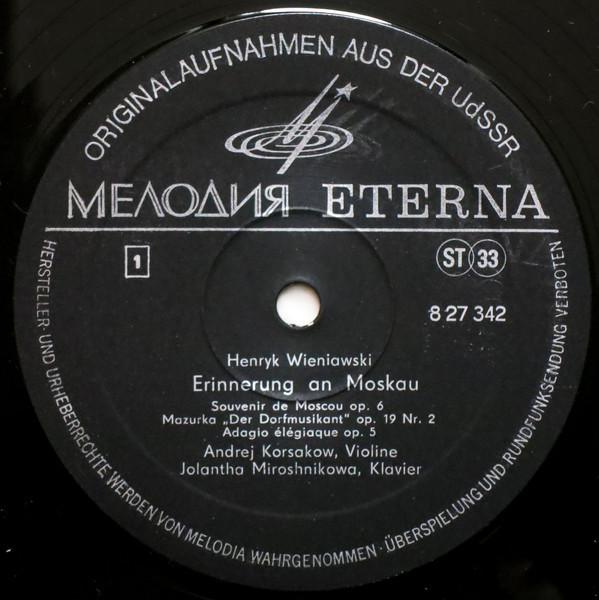 ORIGINALAUFNAHMEN AUS DER UdSSR
МЕЛОДИЯ ETERNA
1
ST 33
8 27 342
Henryk Wieniawski
Erinnerung an Moskau
Souvenir de Moscou op. 6
Mazurka „Der Dorfmusikant" op. 19 Nr. 2
Adagio élégiaque op. 5
Andrej Korsakow, Violine
Jolantha Miroshnikowa, Klavier
HERSTELLER- UND URHEBERRECHTE WERDEN VON MELODIA WAHRGENOMMEN · ÜBERSPIELUNG UND RUNDFUNKSENDUNG VERBOTEN